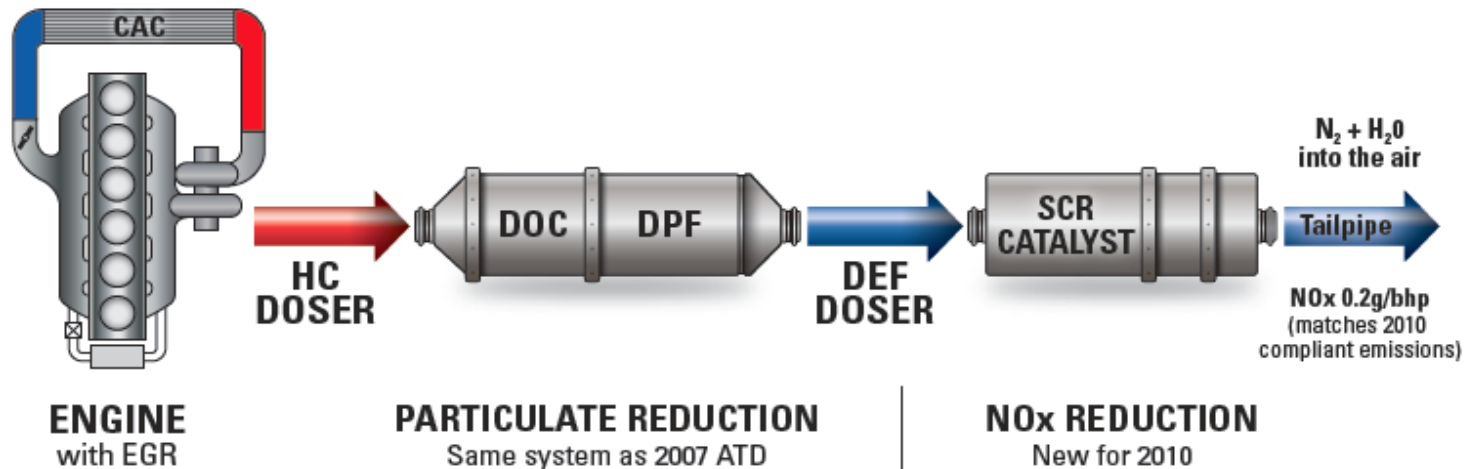 CAC
HC
DOSER
DOC
DPF
DEF
DOSER
SCR
CATALYST
N₂ + H₂0
into the air
Tailpipe
NOx 0.2g/bhp
(matches 2010
compliant emissions)
ENGINE
with EGR
PARTICULATE REDUCTION
Same system as 2007 ATD
NOx REDUCTION
New for 2010